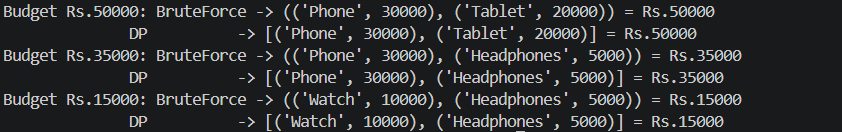 Budget Rs.50000: BruteForce -> (('Phone', 30000), ('Tablet', 20000)) = Rs.50000
DP -> [('Phone', 30000), ('Tablet', 20000)] = Rs.50000
Budget Rs.35000: BruteForce -> (('Phone', 30000), ('Headphones', 5000)) = Rs.35000
DP -> [('Phone', 30000), ('Headphones', 5000)] = Rs.35000
Budget Rs.15000: BruteForce -> (('Watch', 10000), ('Headphones', 5000)) = Rs.15000
DP -> [('Watch', 10000), ('Headphones', 5000)] = Rs.15000